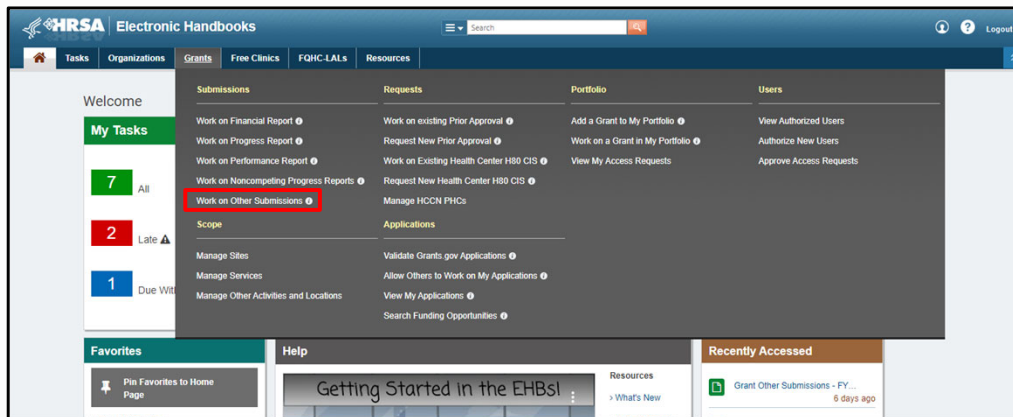 HRSA Electronic Handbooks
Search
Logout
Tasks Organizations Grants Free Clinics FQHC-LALs Resources
Welcome
My Tasks
7 All
2 Late
1 Due Wit
Submissions
Work on Financial Report
Work on Progress Report
Work on Performance Report
Work on Noncompeting Progress Reports
Work on Other Submissions
Scope
Manage Sites
Manage Services
Manage Other Activities and Locations
Requests
Work on existing Prior Approval
Request New Prior Approval
Work on Existing Health Center H80 CIS
Request New Health Center H80 CIS
Manage HCCN PHCs
Applications
Validate Grants.gov Applications
Allow Others to Work on My Applications
View My Applications
Search Funding Opportunities
Portfolio
Add a Grant to My Portfolio
Work on a Grant in My Portfolio
View My Access Requests
Users
View Authorized Users
Authorize New Users
Approve Access Requests
Favorites
Pin Favorites to Home
Page
Help
Getting Started in the EHBs!
Resources
> What's New
Recently Accessed
Grant Other Submissions - FY...
6 days ago